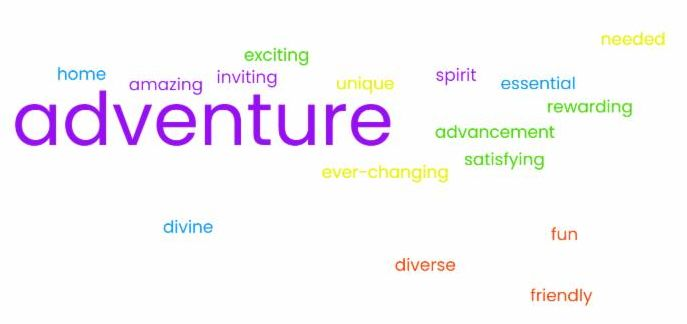 needed
exciting
home
amazing
inviting
unique
spirit
essential
adventure
rewarding
advancement
satisfying
ever-changing
divine
fun
diverse
friendly